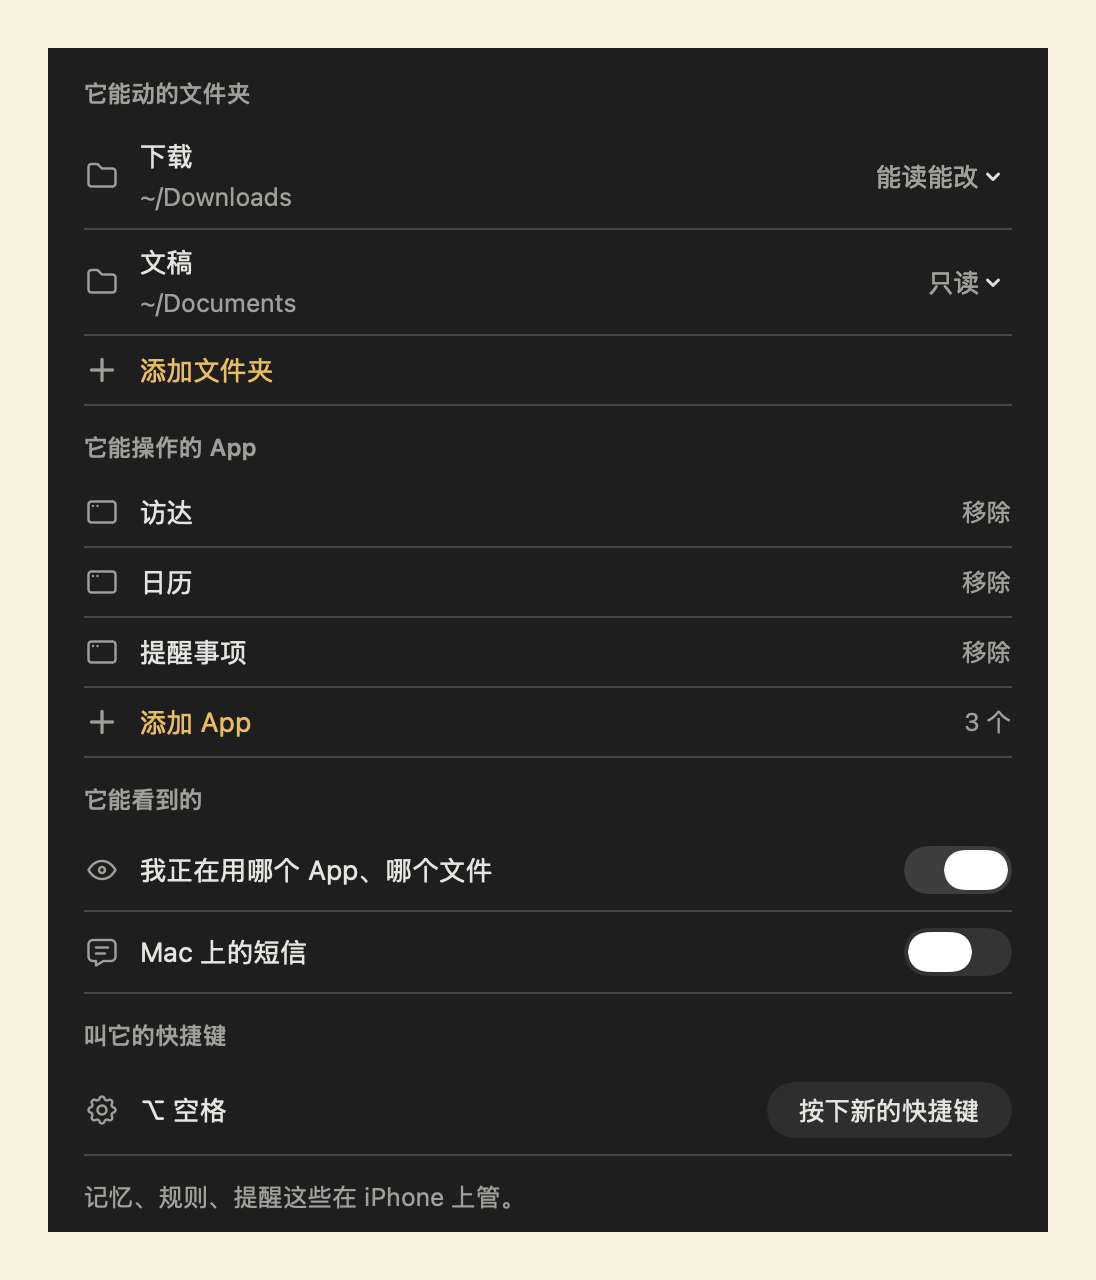 它能动的文件夹
下载
~/Downloads
能读能改
文稿
~/Documents
只读
添加文件夹
它能操作的 App
访达
移除
日历
移除
提醒事项
移除
添加 App
3 个
它能看到的
我正在用哪个 App、哪个文件
Mac 上的短信
叫它的快捷键
⌥ 空格
按下新的快捷键
记忆、规则、提醒这些在 iPhone 上管。